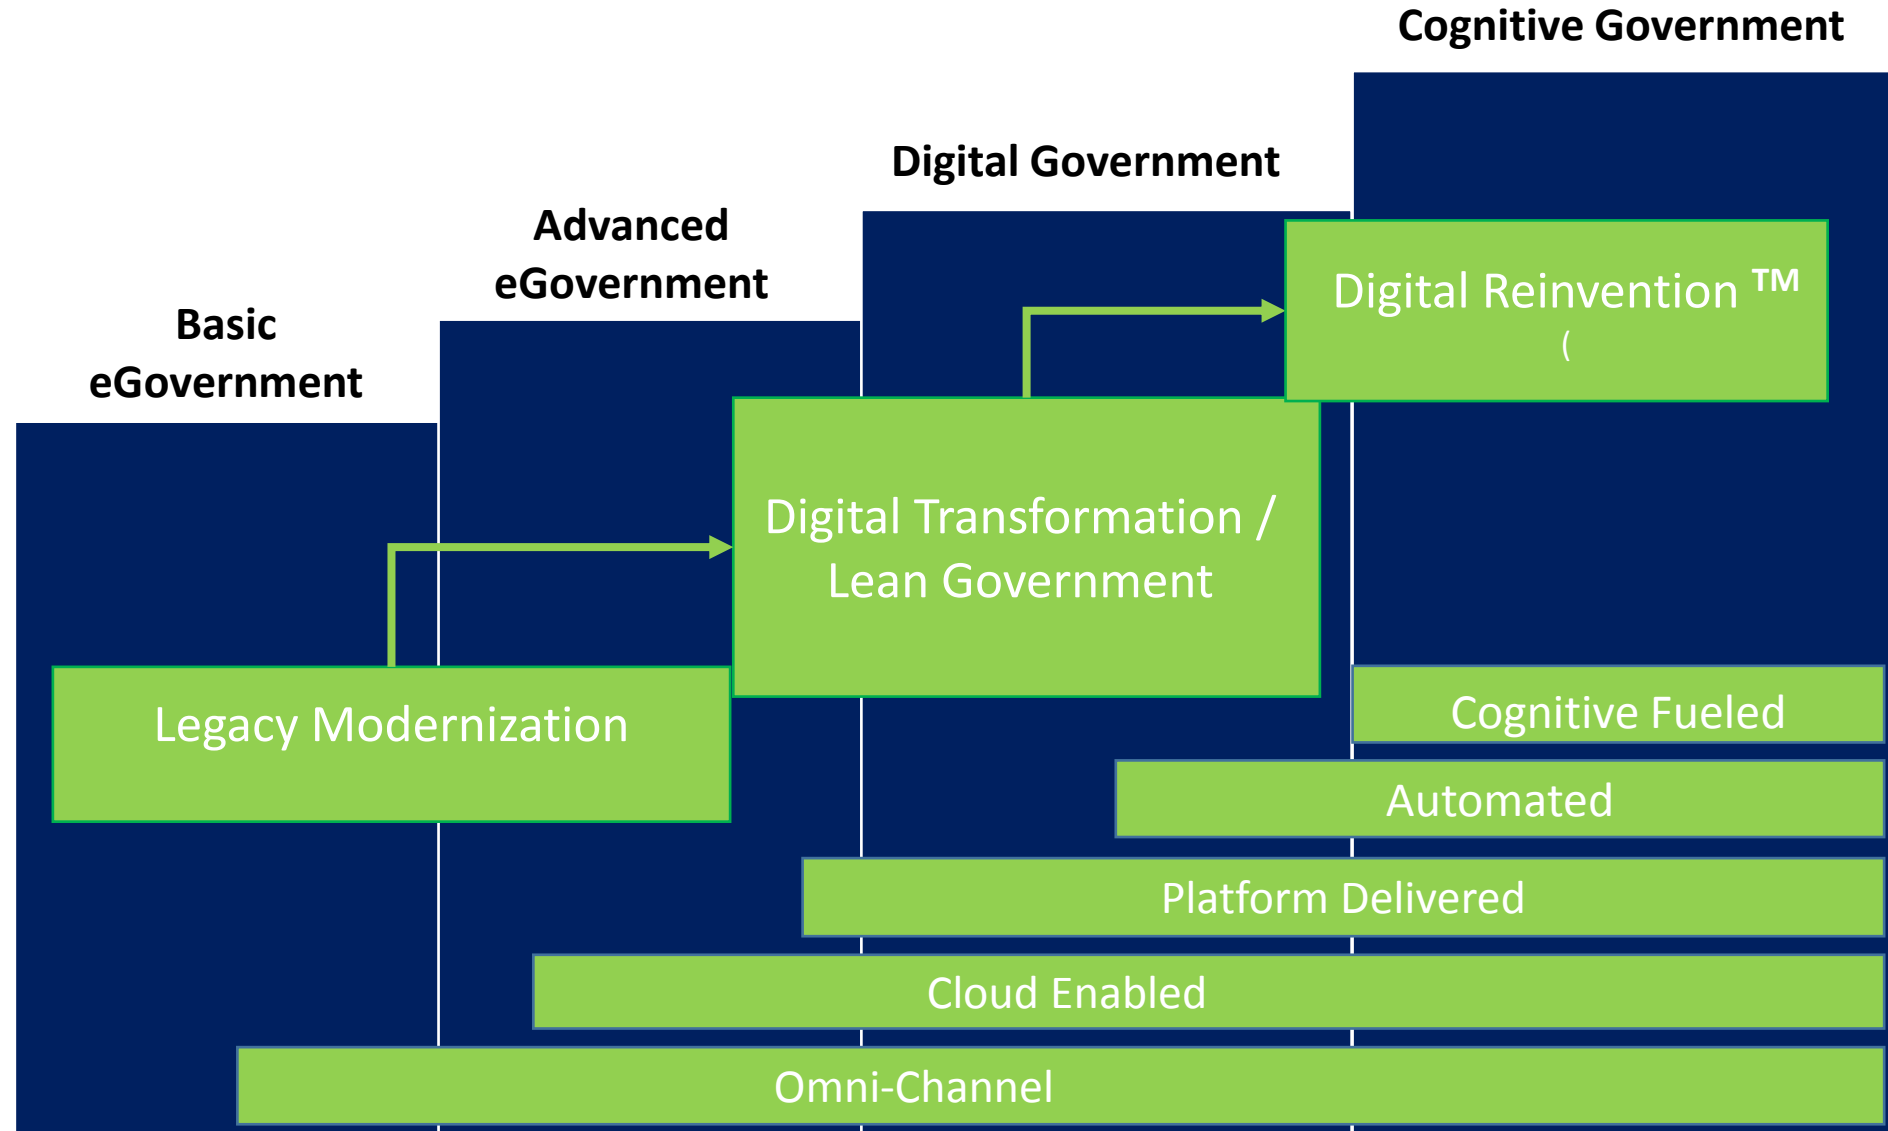 Cognitive Government
Digital Government
Advanced
eGovernment
Basic
eGovernment
Digital Reinvention ™
(
Digital Transformation /
Lean Government
Legacy Modernization
Cognitive Fueled
Automated
Platform Delivered
Cloud Enabled
Omni-Channel